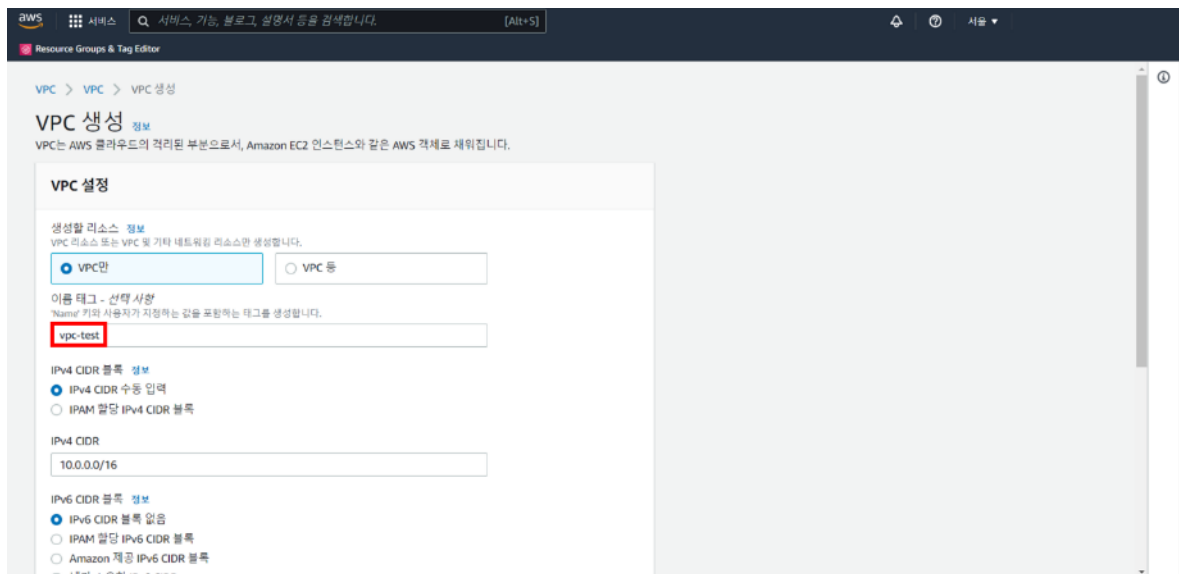 aws
서비스
서비스, 기능, 블로그, 설명서 등을 검색합니다.
[Alt+S]
서울 ▼
Resource Groups & Tag Editor
VPC > VPC > VPC 생성
VPC 생성 정보
VPC는 AWS 클라우드의 격리된 부분으로서, Amazon EC2 인스턴스와 같은 AWS 객체로 채워집니다.
VPC 설정
생성할 리소스 정보
VPC 리소스 또는 VPC 및 기타 네트워킹 리소스만 생성합니다.
VPC만
VPC 등
이름 태그 - 선택 사항
'Name' 키와 사용자가 지정하는 값을 포함하는 태그를 생성합니다.
vpc-test
IPv4 CIDR 블록 정보
IPv4 CIDR 수동 입력
IPAM 할당 IPv4 CIDR 블록
IPv4 CIDR
10.0.0.0/16
IPv6 CIDR 블록 정보
IPv6 CIDR 블록 없음
IPAM 할당 IPv6 CIDR 블록
Amazon 제공 IPv6 CIDR 블록